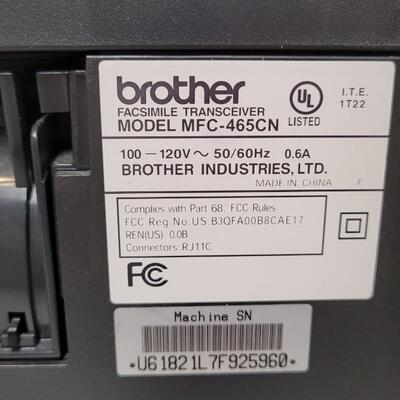 brother
FACSIMILE TRANSCEIVER
MODEL MFC-465CN
UL
LISTED
I.T.E.
1T22
100-120V~ 50/60Hz 0.6A
BROTHER INDUSTRIES, LTD.
MADE IN CHINA F
Complies with Part 68, FCC Rules
FCC Reg.No.US:B3QFA00B8CAE17
REN(US) 0.0B
Connectors: RJ11C
FCC
Machine SN
*U61821L7F925960*